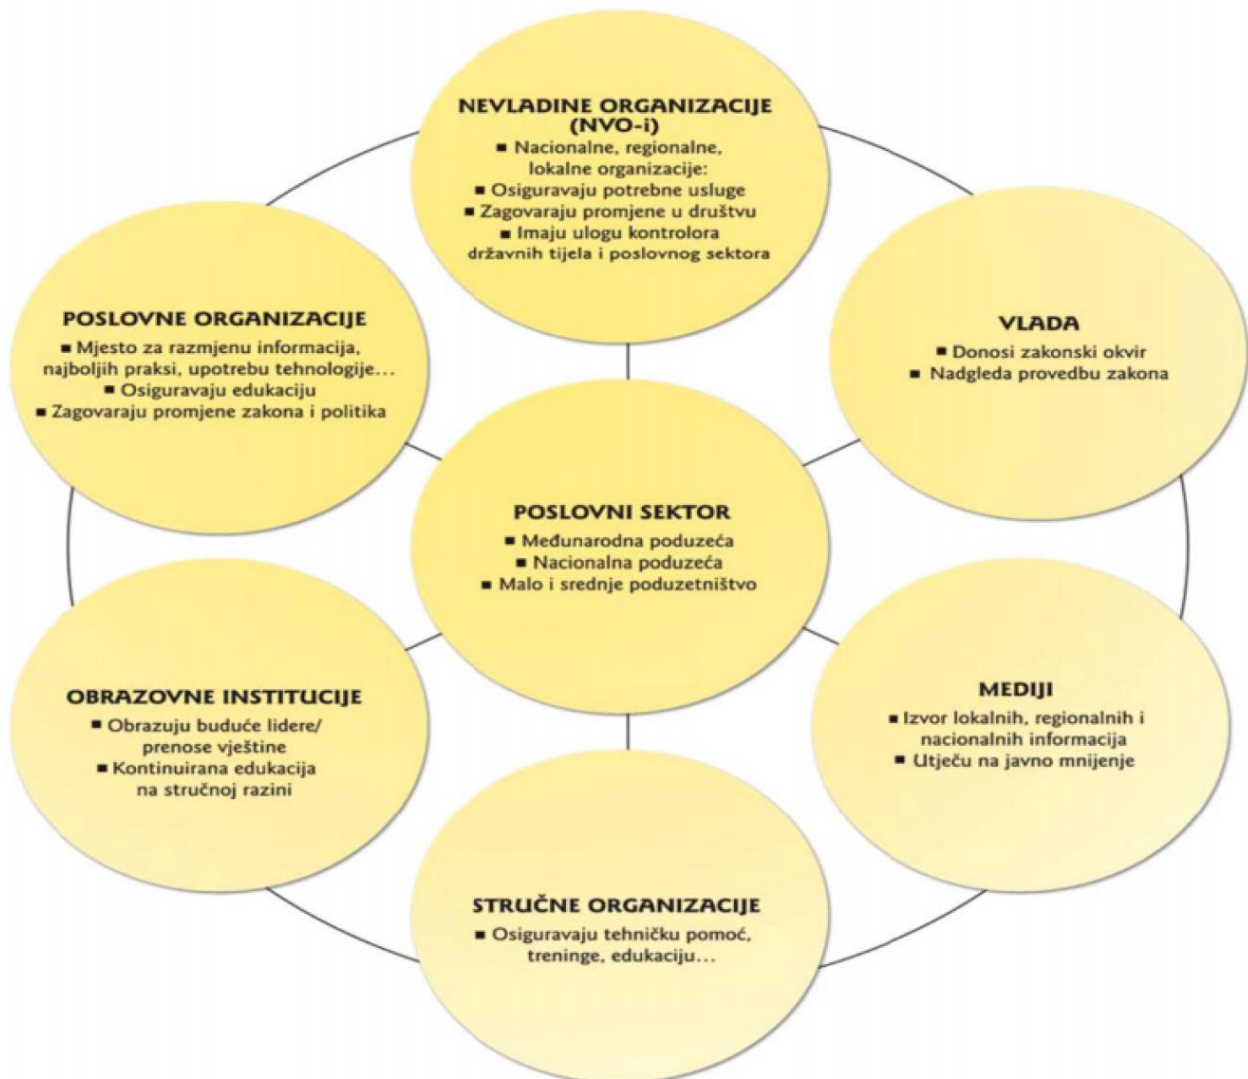 NEVLADINE ORGANIZACIJE
(NVO-i)
▪ Nacionalne, regionalne,
lokalne organizacije:
▪ Osiguravaju potrebne usluge
▪ Zagovaraju promjene u društvu
▪ Imaju ulogu kontrolora
državnih tijela i poslovnog sektora
POSLOVNE ORGANIZACIJE
▪ Mjesto za razmjenu informacija,
najboljih praksi, upotrebu tehnologije...
▪ Osiguravaju edukaciju
▪ Zagovaraju promjene zakona i politika
VLADA
▪ Donosi zakonski okvir
▪ Nadgleda provedbu zakona
POSLOVNI SEKTOR
▪ Međunarodna poduzeća
▪ Nacionalna poduzeća
▪ Malo i srednje poduzetništvo
OBRAZOVNE INSTITUCIJE
▪ Obrazuju buduće lidere/
prenose vještine
▪ Kontinuirana edukacija
na stručnoj razini
MEDIJI
▪ Izvor lokalnih, regionalnih i
nacionalnih informacija
▪ Utječu na javno mnijenje
STRUČNE ORGANIZACIJE
▪ Osiguravaju tehničku pomoć,
treninge, edukaciju...